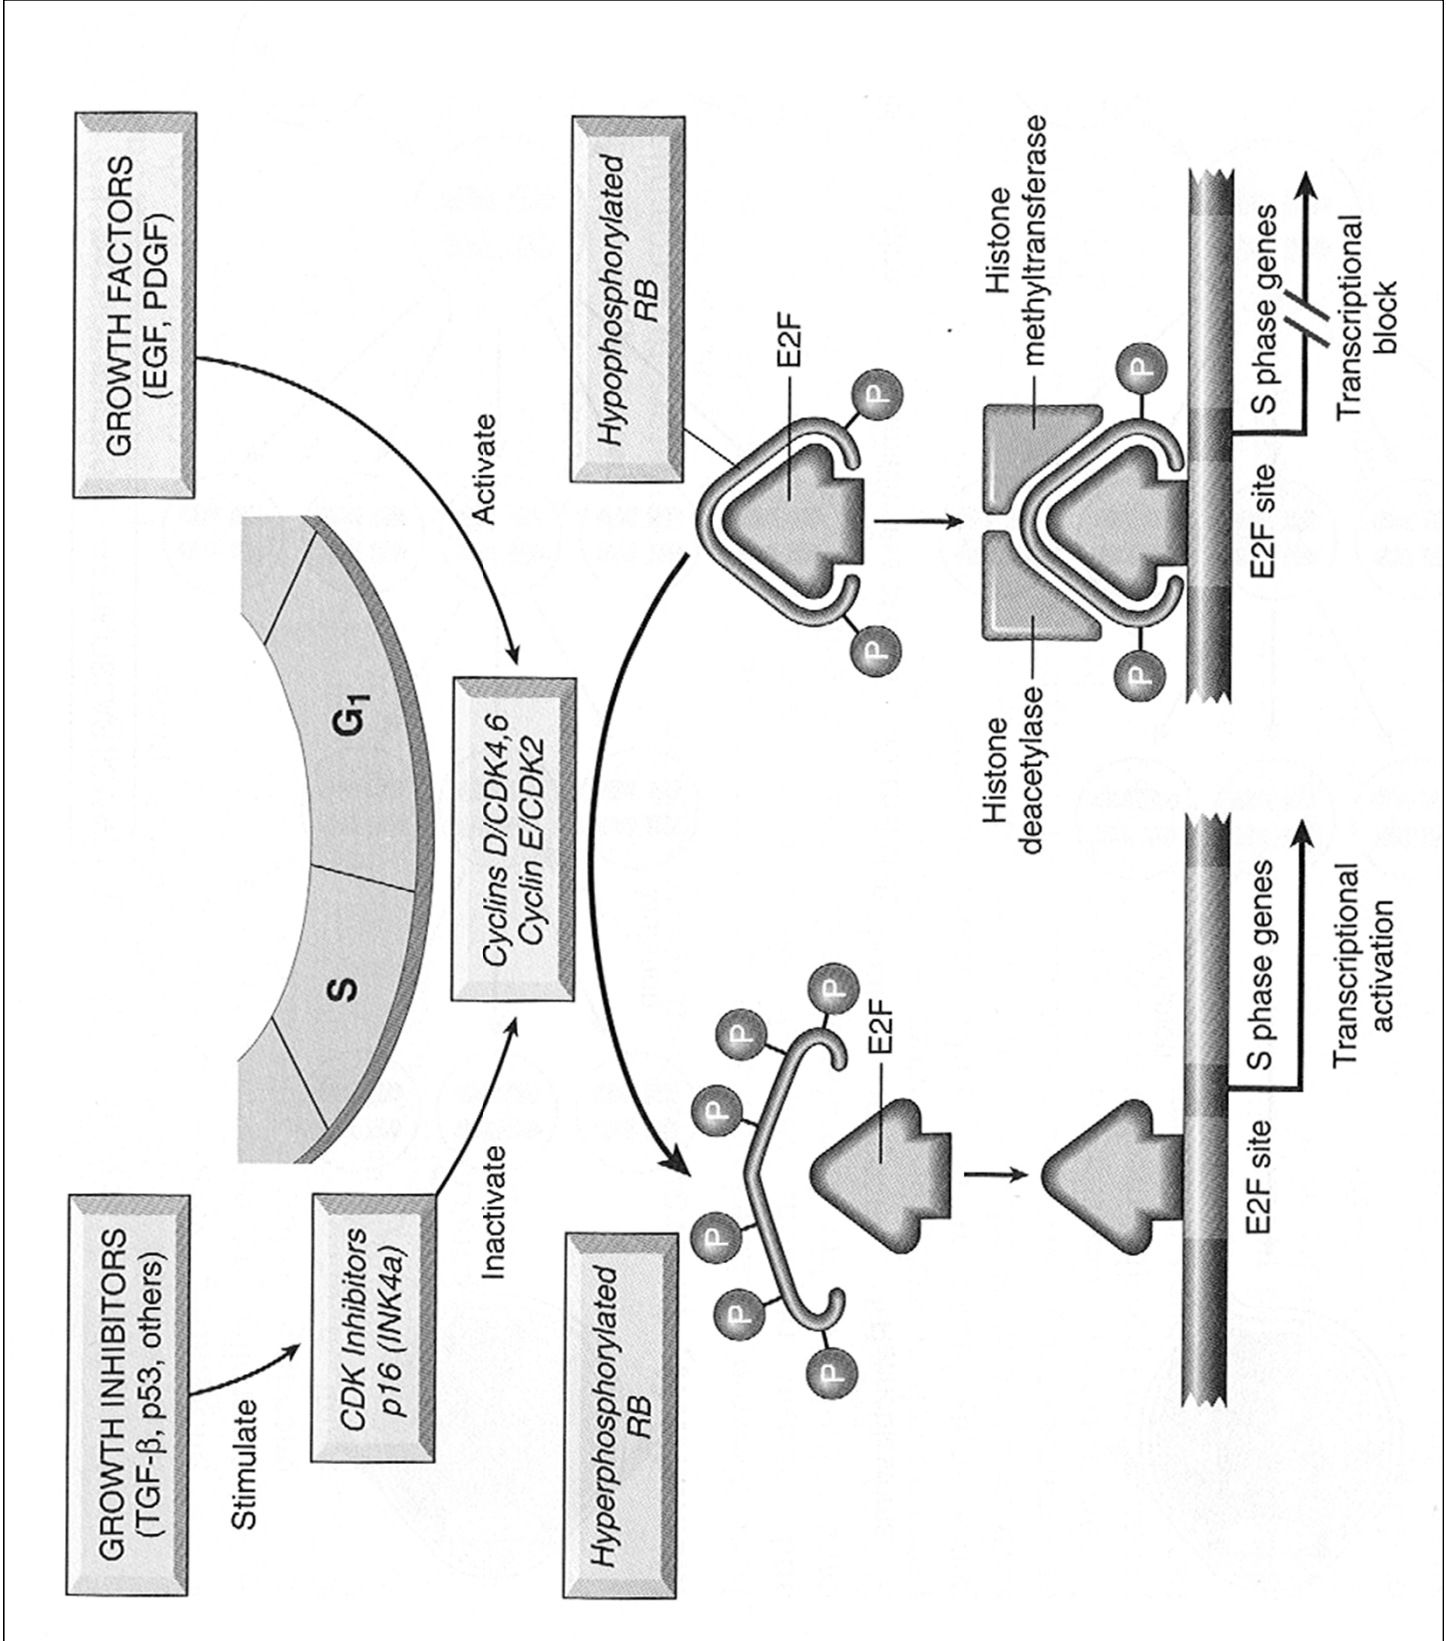 GROWTH INHIBITORS
(TGF-β, p53, others)
Stimulate
CDK Inhibitors
p16 (INK4a)
Inactivate
S
G1
GROWTH FACTORS
(EGF, PDGF)
Activate
Cyclins D/CDK4,6
Cyclin E/CDK2
Hyperphosphorylated
RB
P
P
P
P
P
P
E2F
E2F site
S phase genes
Transcriptional
activation
Hypophosphorylated
RB
E2F
P
P
Histone
deacetylase
Histone
methyltransferase
P
P
E2F site
S phase genes
Transcriptional
block